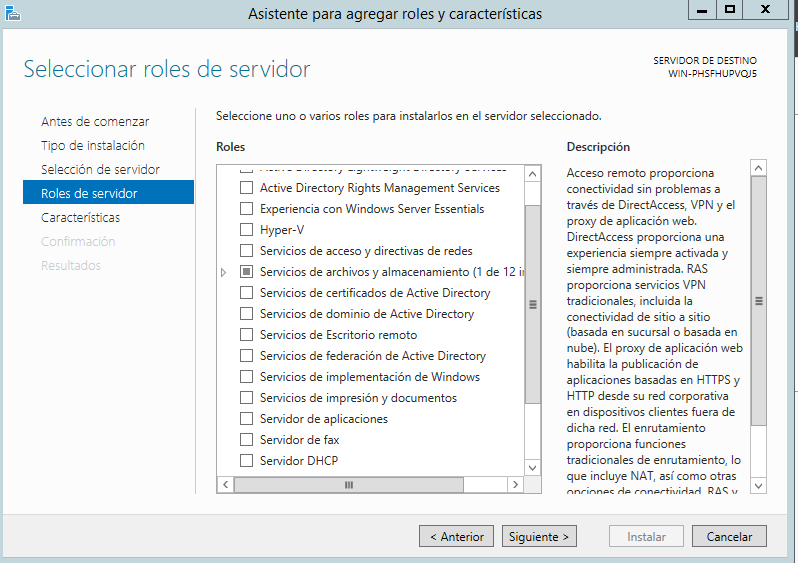 Asistente para agregar roles y características
Seleccionar roles de servidor
SERVIDOR DE DESTINO
WIN-PHSFHUPVQJ5
Antes de comenzar
Tipo de instalación
Selección de servidor
Roles de servidor
Características
Confirmación
Resultados
Seleccione uno o varios roles para instalarlos en el servidor seleccionado.
Roles
Active Directory Lightweight Directory Services
Active Directory Rights Management Services
Experiencia con Windows Server Essentials
Hyper-V
Servicios de acceso y directivas de redes
Servicios de archivos y almacenamiento (1 de 12 in
Servicios de certificados de Active Directory
Servicios de dominio de Active Directory
Servicios de Escritorio remoto
Servicios de federación de Active Directory
Servicios de implementación de Windows
Servicios de impresión y documentos
Servidor de aplicaciones
Servidor de fax
Servidor DHCP
Descripción
Acceso remoto proporciona
conectividad sin problemas a
través de DirectAccess, VPN y el
proxy de aplicación web.
DirectAccess proporciona una
experiencia siempre activada y
siempre administrada. RAS
proporciona servicios VPN
tradicionales, incluida la
conectividad de sitio a sitio
(basada en sucursal o basada en
nube). El proxy de aplicación web
habilita la publicación de
aplicaciones basadas en HTTPS y
HTTP desde su red corporativa
en dispositivos clientes fuera de
dicha red. El enrutamiento
proporciona funciones
tradicionales de enrutamiento, lo
que incluye NAT, así como otras
opciones de conectividad. RAS y
< Anterior
Siguiente >
Instalar
Cancelar